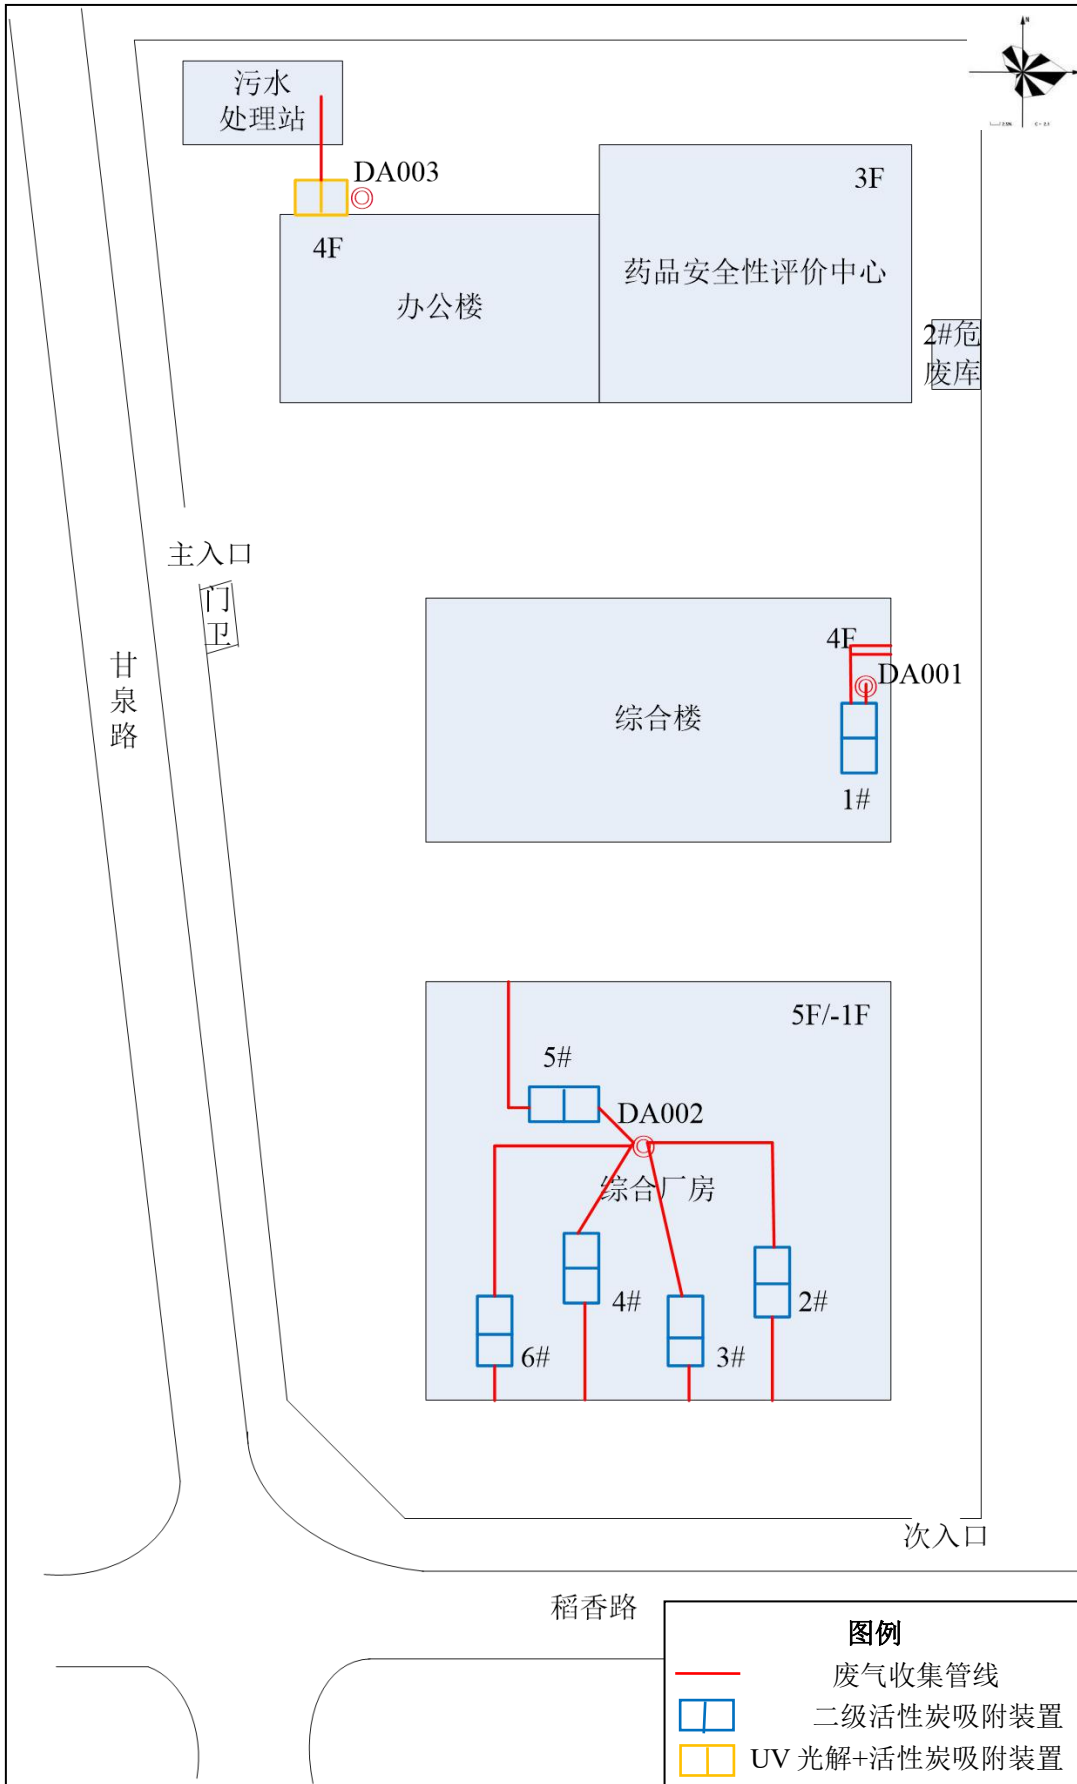 N
污水
处理站
DA003
3F
4F
药品安全性评价中心
办公楼
2#危
废库
主入口
门
卫
甘
泉
路
4F
DA001
综合楼
1#
5F/-1F
5#
DA002
综合厂房
4#
2#
6#
3#
次入口
稻香路
图例
废气收集管线
二级活性炭吸附装置
UV 光解+活性炭吸附装置